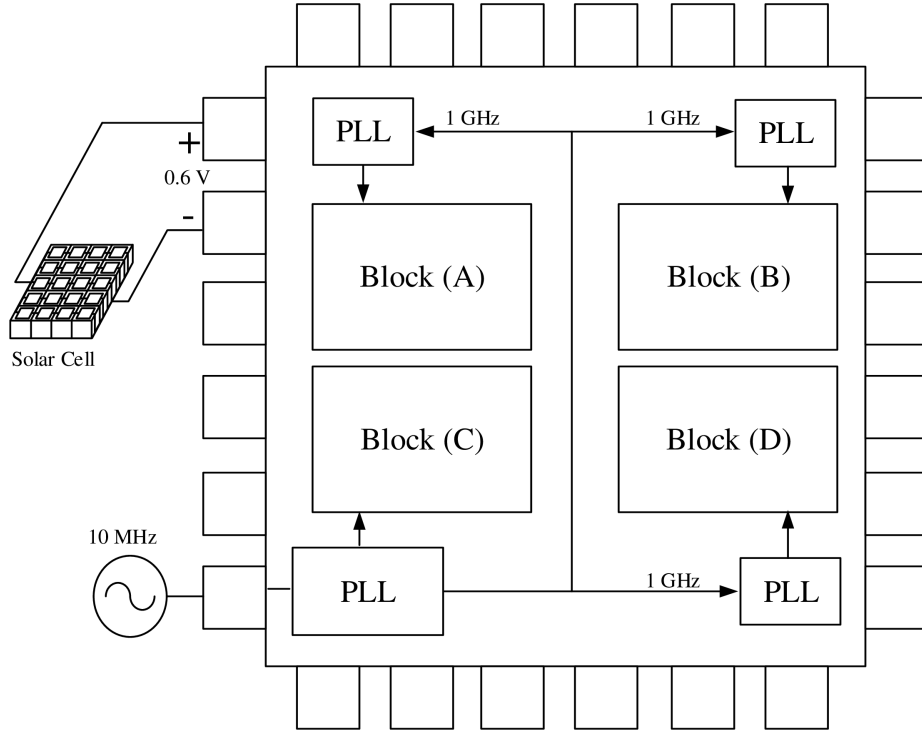 PLL
1 GHz
1 GHz
PLL
+
0.6 V
-
Block (A)
Block (B)
Solar Cell
Block (C)
Block (D)
10 MHz
PLL
1 GHz
PLL